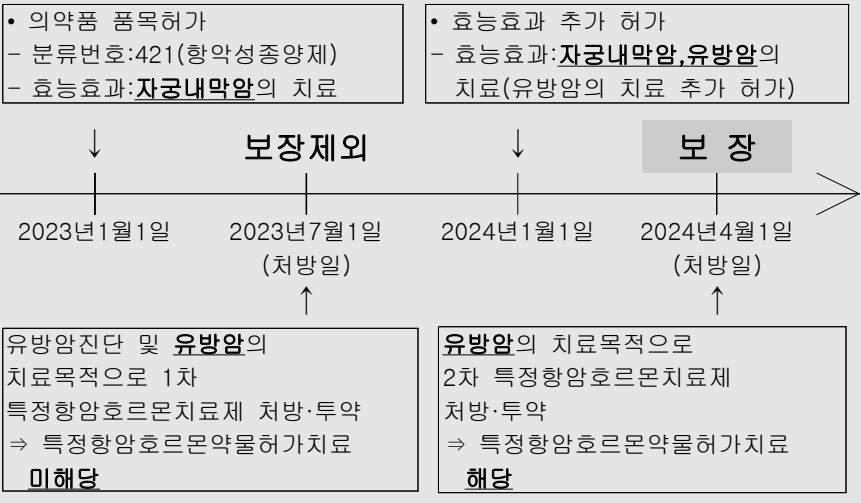 • 의약품 품목허가
- 분류번호:421(항악성종양제)
- 효능효과:자궁내막암의 치료
• 효능효과 추가 허가
- 효능효과:자궁내막암,유방암의
치료(유방암의 치료 추가 허가)
↓
보장제외
↓
보 장
2023년1월1일
2023년7월1일
(처방일)
2024년1월1일
2024년4월1일
(처방일)
↑
↑
유방암진단 및 유방암의
치료목적으로 1차
특정항암호르몬치료제 처방·투약
⇒ 특정항암호르몬약물허가치료
미해당
유방암의 치료목적으로
2차 특정항암호르몬치료제
처방·투약
⇒ 특정항암호르몬약물허가치료
해당